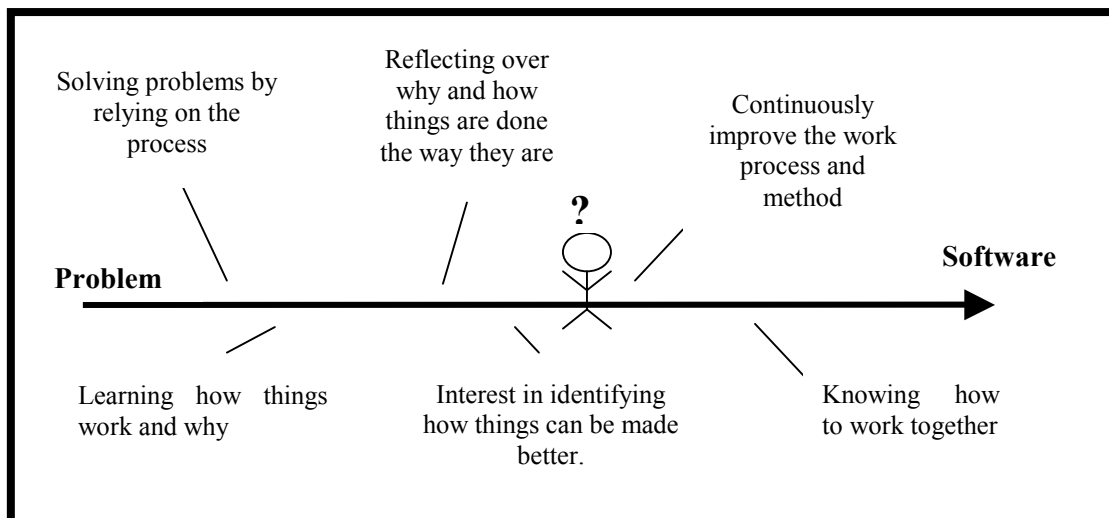 Solving problems by
relying on the
process
Reflecting over
why and how
things are done
the way they are
Continuously
improve the work
process and
method
?
Problem
Software
Learning how things
work and why
Interest in identifying
how things can be made
better.
Knowing how
to work together